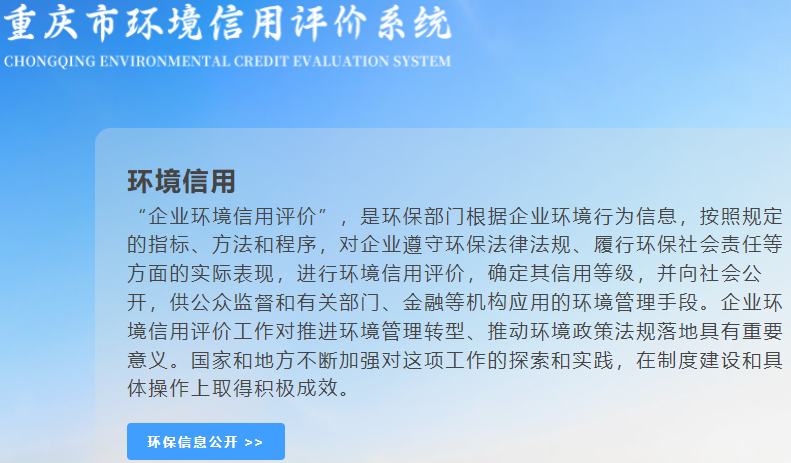 重庆市环境信用评价系统
CHONGQING ENVIRONMENTAL CREDIT EVALUATION SYSTEM
环境信用
“企业环境信用评价”，是环保部门根据企业环境行为信息，按照规定
的指标、方法和程序，对企业遵守环保法律法规、履行环保社会责任等
方面的实际表现，进行环境信用评价，确定其信用等级，并向社会公
开，供公众监督和有关部门、金融等机构应用的环境管理手段。企业环
境信用评价工作对推进环境管理转型、推动环境政策法规落地具有重要
意义。国家和地方不断加强对这项工作的探索和实践，在制度建设和具
体操作上取得积极成效。
环保信息公开 >>